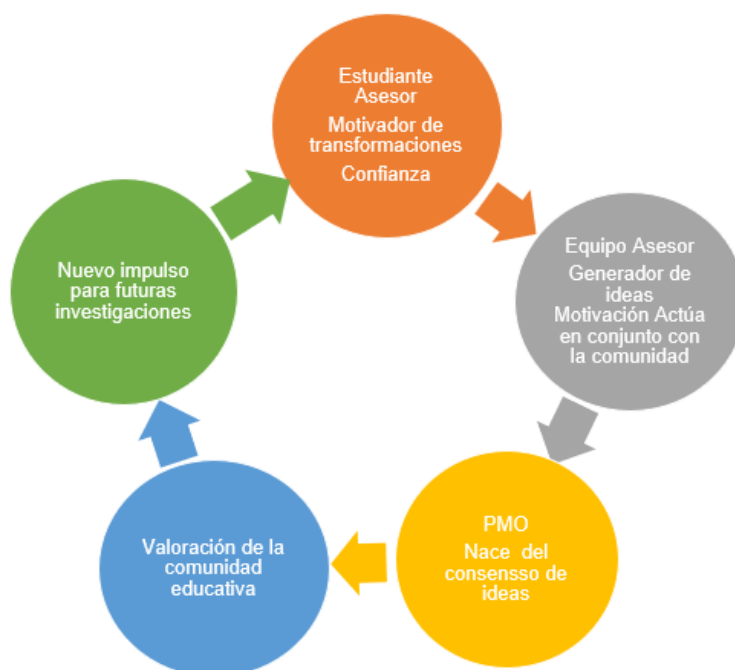 Estudiante
Asesor
Motivador de
transformaciones
Confianza
Equipo Asesor
Generador de
ideas
Motivación Actúa
en conjunto con
la comunidad
PMO
Nace del
consensso de
ideas
Valoración de la
comunidad
educativa
Nuevo impulso
para futuras
investigaciones